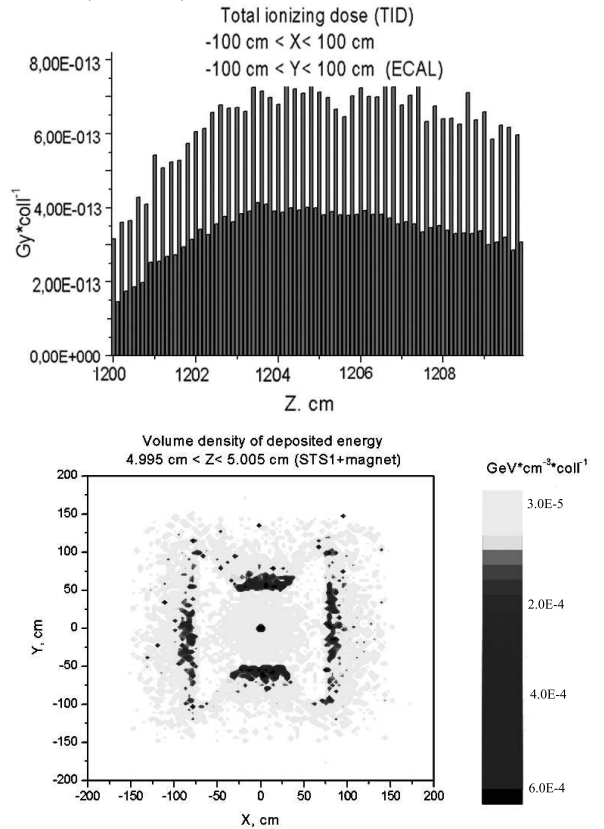 Total ionizing dose (TID)
-100 cm < X< 100 cm
-100 cm < Y< 100 cm (ECAL)
8,00E-013
6,00E-013
4,00E-013
2,00E-013
0,00E+000
Gy*coll-1
1200 1202 1204 1206 1208
Z. cm
Volume density of deposited energy
4.995 cm < Z< 5.005 cm (STS1+magnet)
GeV*cm-3*coll-1
200
150
100
50
0
-50
-100
-150
-200
Y, cm
-200 -150 -100 -50 0 50 100 150 200
X, cm
3.0E-5
2.0E-4
4.0E-4
6.0E-4